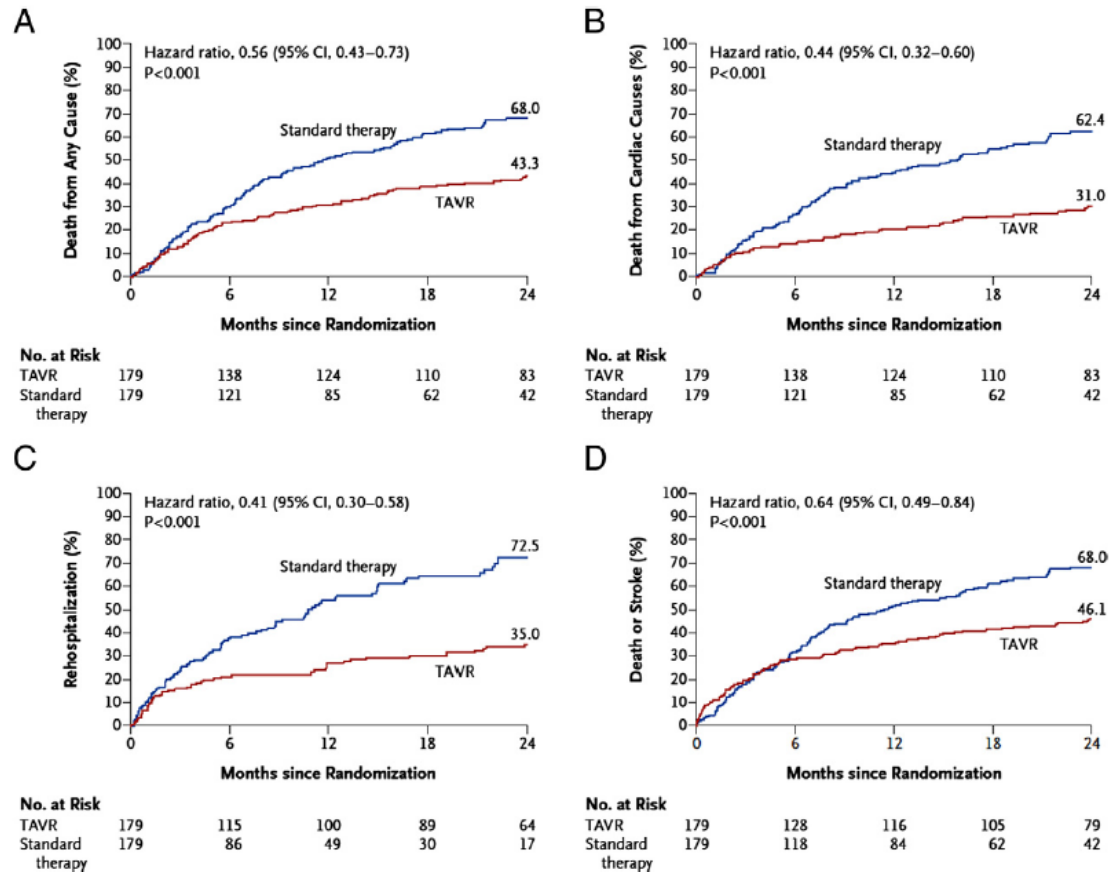 A
Hazard ratio, 0.56 (95% CI, 0.43–0.73)
P<0.001
Death from Any Cause (%)
100
90
80
70
60
50
40
30
20
10
0
Standard therapy
68.0
43.3
TAVR
0 6 12 18 24
Months since Randomization
No. at Risk
TAVR 179 138 124 110 83
Standard 179 121 85 62 42
therapy
B
Hazard ratio, 0.44 (95% CI, 0.32–0.60)
P<0.001
Death from Cardiac Causes (%)
100
90
80
70
60
50
40
30
20
10
0
Standard therapy
62.4
31.0
TAVR
0 6 12 18 24
Months since Randomization
No. at Risk
TAVR 179 138 124 110 83
Standard 179 121 85 62 42
therapy
C
Hazard ratio, 0.41 (95% CI, 0.30–0.58)
P<0.001
Rehospitalization (%)
100
90
80
70
60
50
40
30
20
10
0
Standard therapy
72.5
35.0
TAVR
0 6 12 18 24
Months since Randomization
No. at Risk
TAVR 179 115 100 89 64
Standard 179 86 49 30 17
therapy
D
Hazard ratio, 0.64 (95% CI, 0.49–0.84)
P<0.001
Death or Stroke (%)
100
90
80
70
60
50
40
30
20
10
0
Standard therapy
68.0
46.1
TAVR
0 6 12 18 24
Months since Randomization
No. at Risk
TAVR 179 128 116 105 79
Standard 179 118 84 62 42
therapy